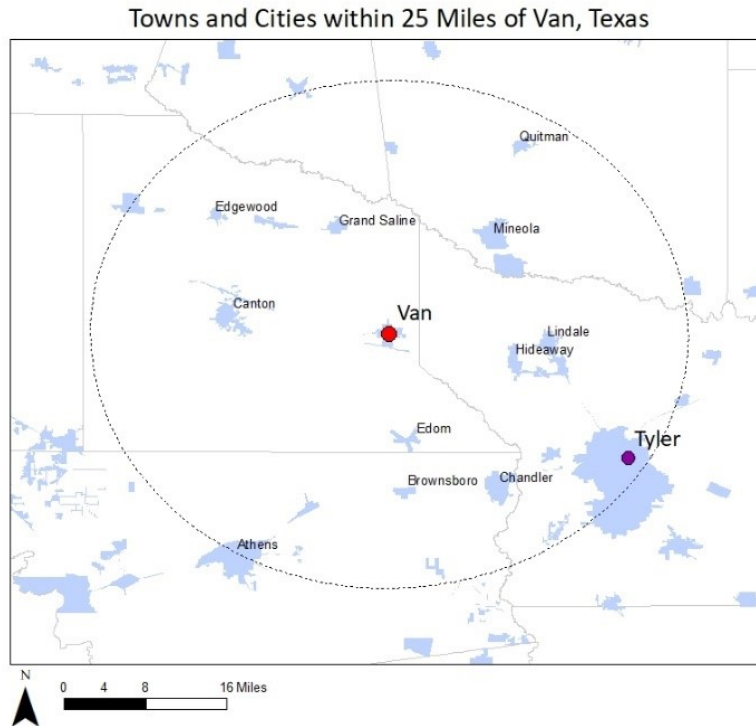 Towns and Cities within 25 Miles of Van, Texas
Quitman
Edgewood
Grand Saline
Mineola
Canton
Van
Lindale
Hideaway
Edom
Tyler
Brownsboro
Chandler
Athens
N
0 4 8 16 Miles